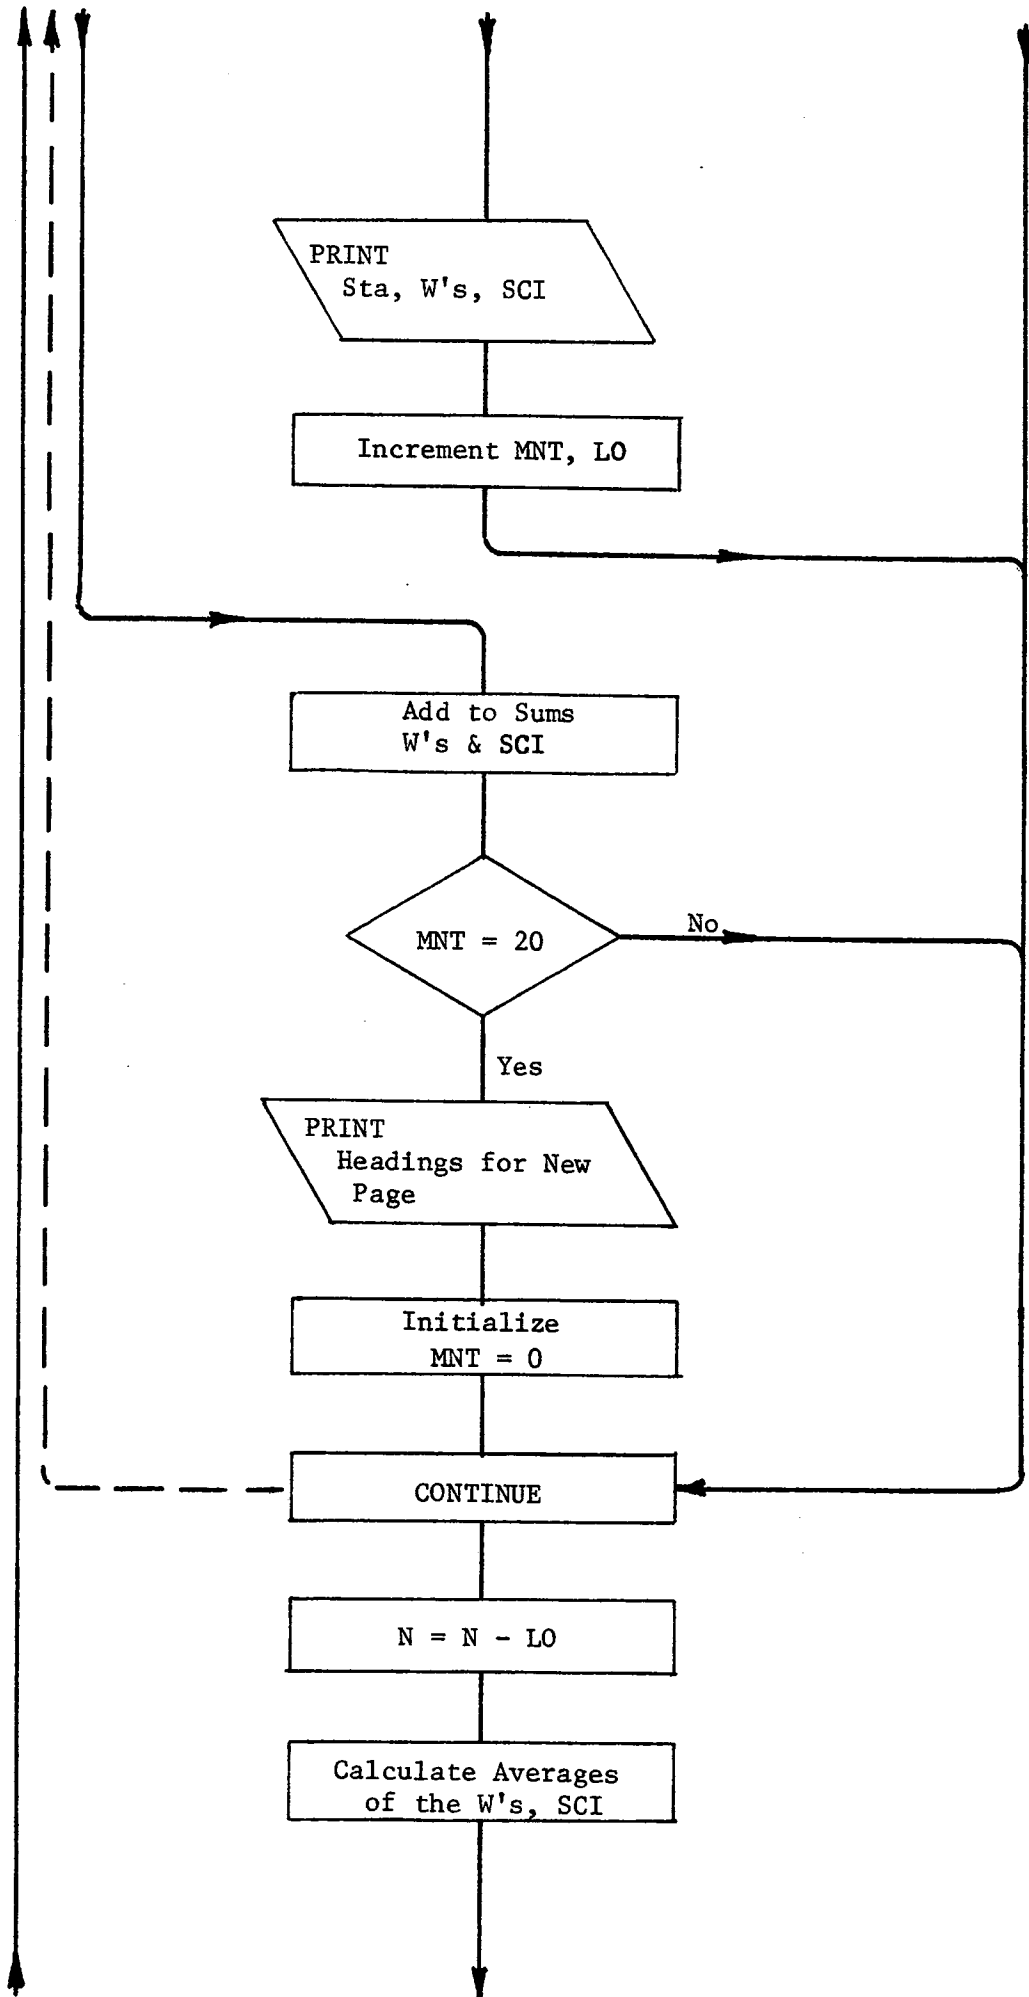 PRINT
Sta, W's, SCI
Increment MNT, LO
Add to Sums
W's & SCI
MNT = 20
No
Yes
PRINT
Headings for New
Page
Initialize
MNT = 0
CONTINUE
N = N - LO
Calculate Averages
of the W's, SCI